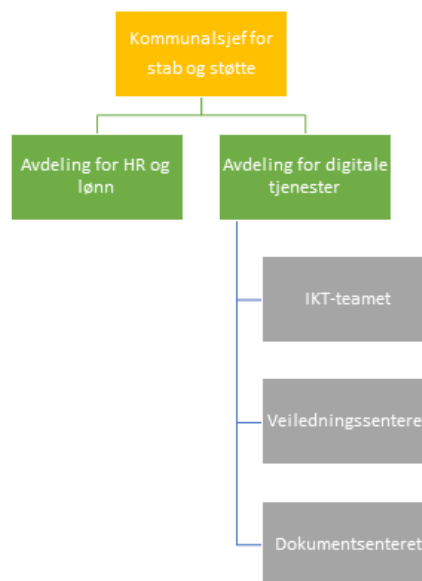 Kommunalsjef for
stab og støtte
Avdeling for HR og
lønn
Avdeling for digitale
tjenester
IKT-teamet
Veiledningssentere
Dokumentsenteret